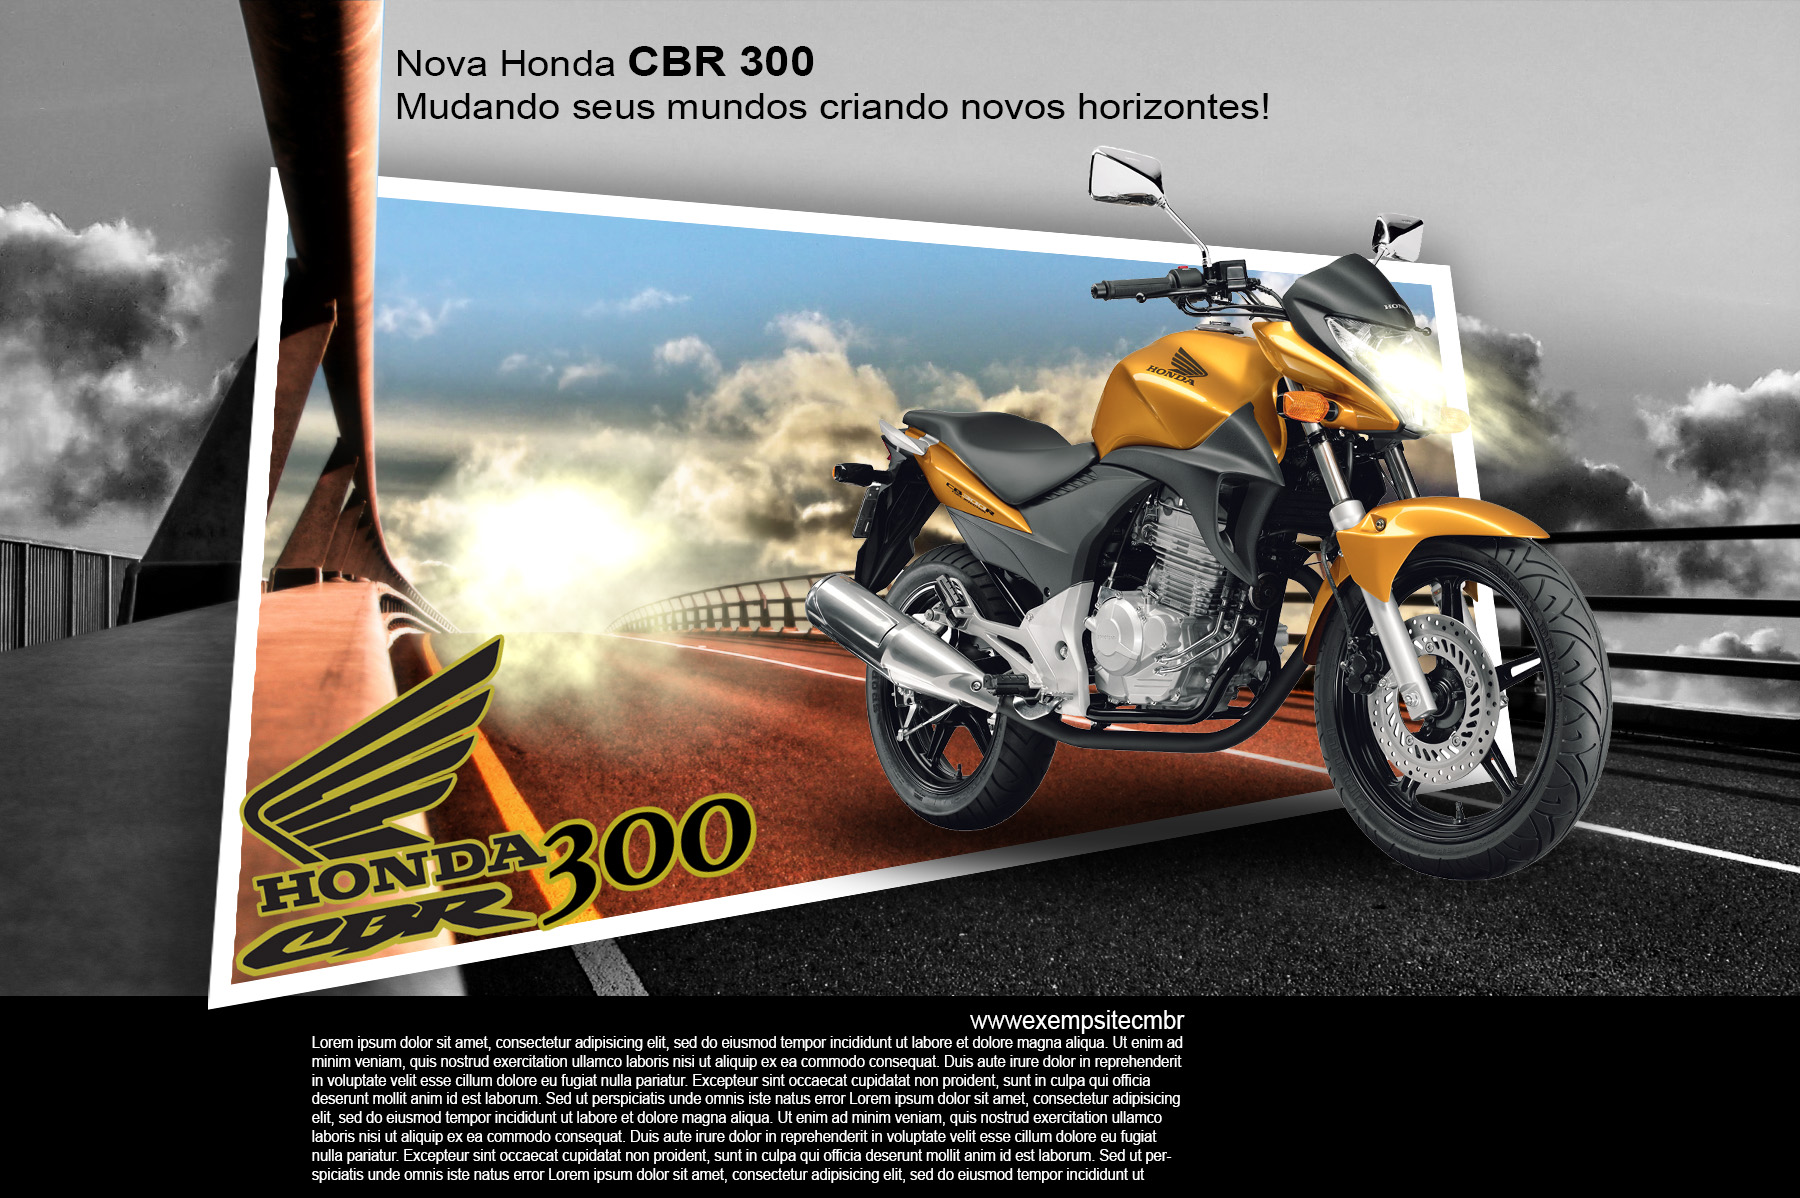 Nova Honda CBR 300
Mudando seus mundos criando novos horizontes!
HONDA
HONDA 300
CBR
wwwexempsitecmbr
Lorem ipsum dolor sit amet, consectetur adipisicing elit, sed do eiusmod tempor incididunt ut labore et dolore magna aliqua. Ut enim ad
minim veniam, quis nostrud exercitation ullamco laboris nisi ut aliquip ex ea commodo consequat. Duis aute irure dolor in reprehenderit
in voluptate velit esse cillum dolore eu fugiat nulla pariatur. Excepteur sint occaecat cupidatat non proident, sunt in culpa qui officia
deserunt mollit anim id est laborum. Sed ut perspiciatis unde omnis iste natus error Lorem ipsum dolor sit amet, consectetur adipisicing
elit, sed do eiusmod tempor incididunt ut labore et dolore magna aliqua. Ut enim ad minim veniam, quis nostrud exercitation ullamco
laboris nisi ut aliquip ex ea commodo consequat. Duis aute irure dolor in reprehenderit in voluptate velit esse cillum dolore eu fugiat
nulla pariatur. Excepteur sint occaecat cupidatat non proident, sunt in culpa qui officia deserunt mollit anim id est laborum. Sed ut per-
spiciatis unde omnis iste natus error Lorem ipsum dolor sit amet, consectetur adipisicing elit, sed do eiusmod tempor incididunt ut